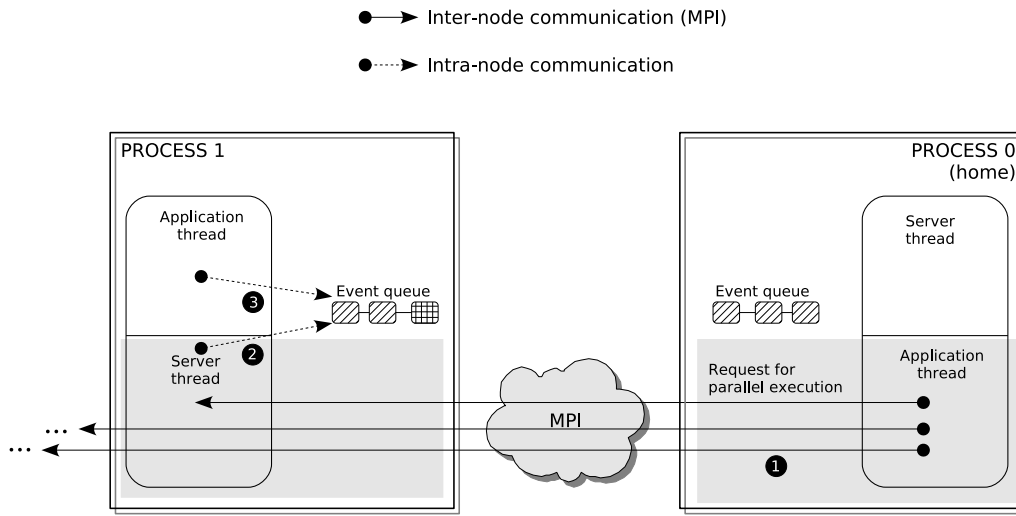 Inter-node communication (MPI)
Intra-node communication
PROCESS 1
Application
thread
3
Event queue
2
Server
thread
MPI
...
...
PROCESS 0
(home)
Server
thread
Event queue
Request for
parallel execution
Application
thread
1